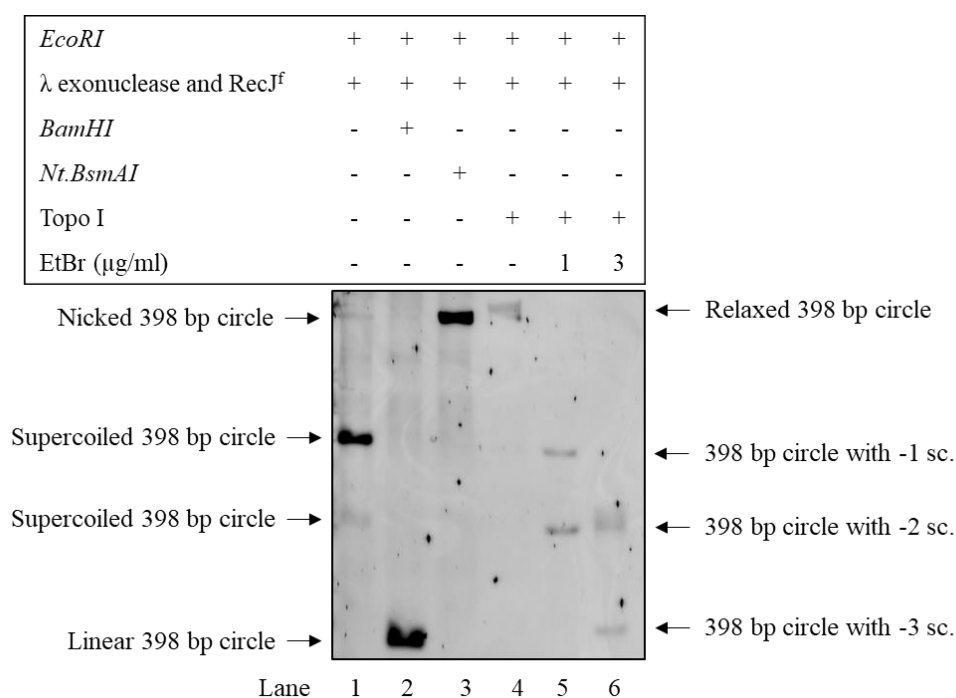 EcoRI + + + + + +
λ exonuclease and RecJᶠ + + + + + +
BamHI - + - - - -
Nt.BsmAI - - + - - -
Topo I - - - + + +
EtBr (µg/ml) - - - - 1 3
Nicked 398 bp circle
Relaxed 398 bp circle
Supercoiled 398 bp circle
398 bp circle with -1 sc.
Supercoiled 398 bp circle
398 bp circle with -2 sc.
Linear 398 bp circle
398 bp circle with -3 sc.
Lane 1 2 3 4 5 6